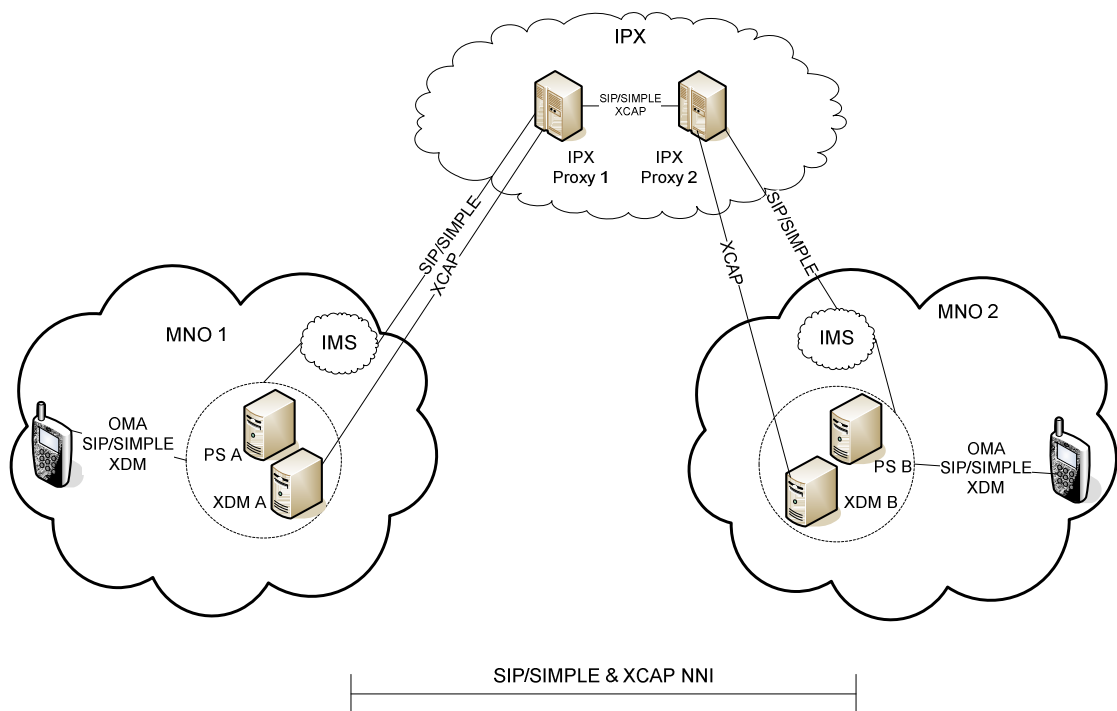 IPX
SIP/SIMPLE
XCAP
IPX
Proxy 1
IPX
Proxy 2
SIP/SIMPLE
XCAP
XCAP
SIP/SIMPLE
MNO 1
IMS
OMA
SIP/SIMPLE
XDM
PS A
XDM A
MNO 2
IMS
PS B
XDM B
OMA
SIP/SIMPLE
XDM
SIP/SIMPLE & XCAP NNI